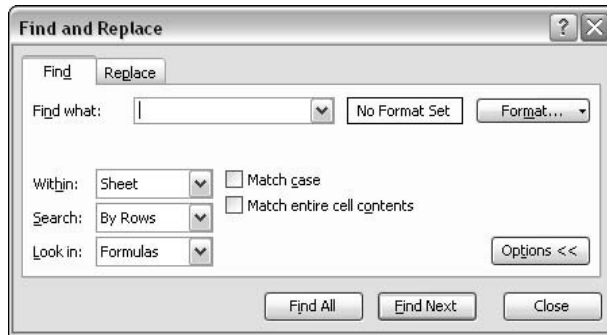 Find and Replace
Find Replace
Find what: No Format Set Format...
Within: Sheet Match case
Search: By Rows Match entire cell contents
Look in: Formulas Options <<
Find All Find Next Close